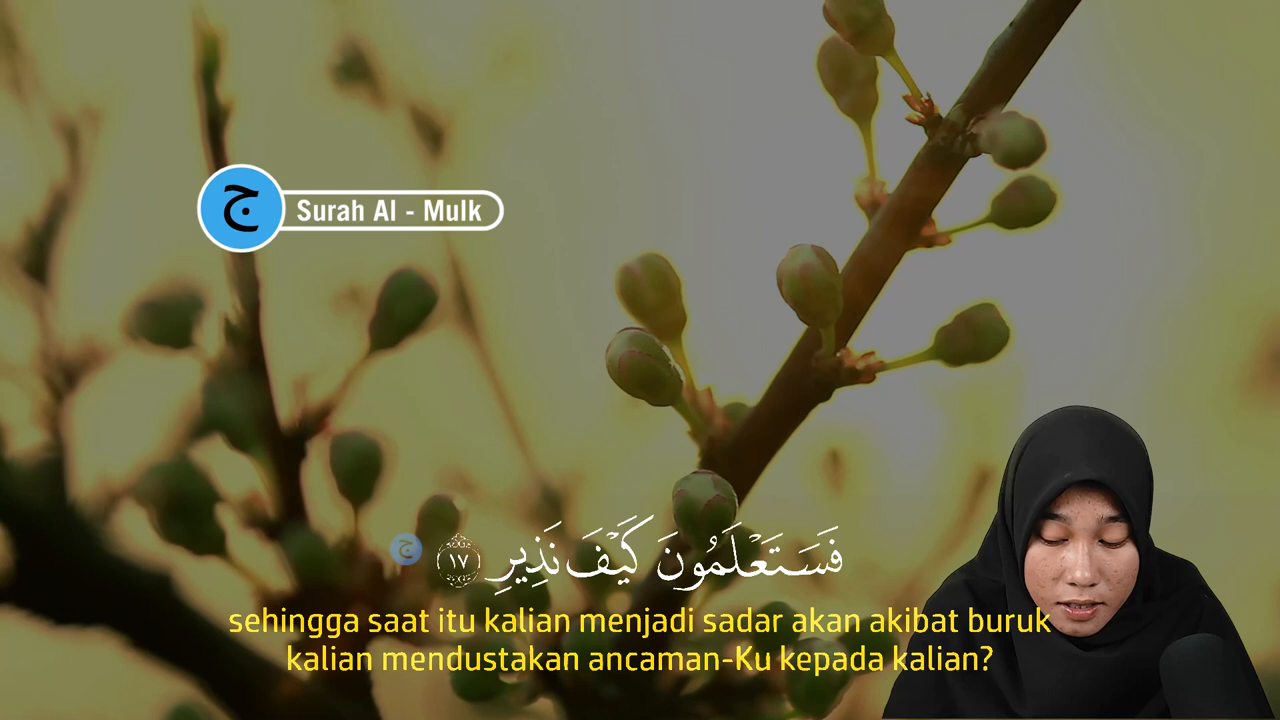 ج Surah Al - Mulk
فَسَتَعْلَمُونَ كَيْفَ نَذِيرِ ١٧ ج
sehingga saat itu kalian menjadi sadar akan akibat buruk
kalian mendustakan ancaman-Ku kepada kalian?